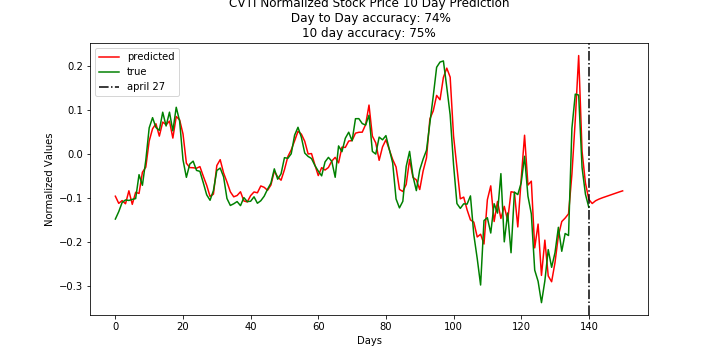 CVTI Normalized Stock Price 10 Day Prediction
Day to Day accuracy: 74%
10 day accuracy: 75%
predicted
true
april 27
Normalized Values
0.2
0.1
0.0
−0.1
−0.2
−0.3
0 20 40 60 80 100 120 140
Days